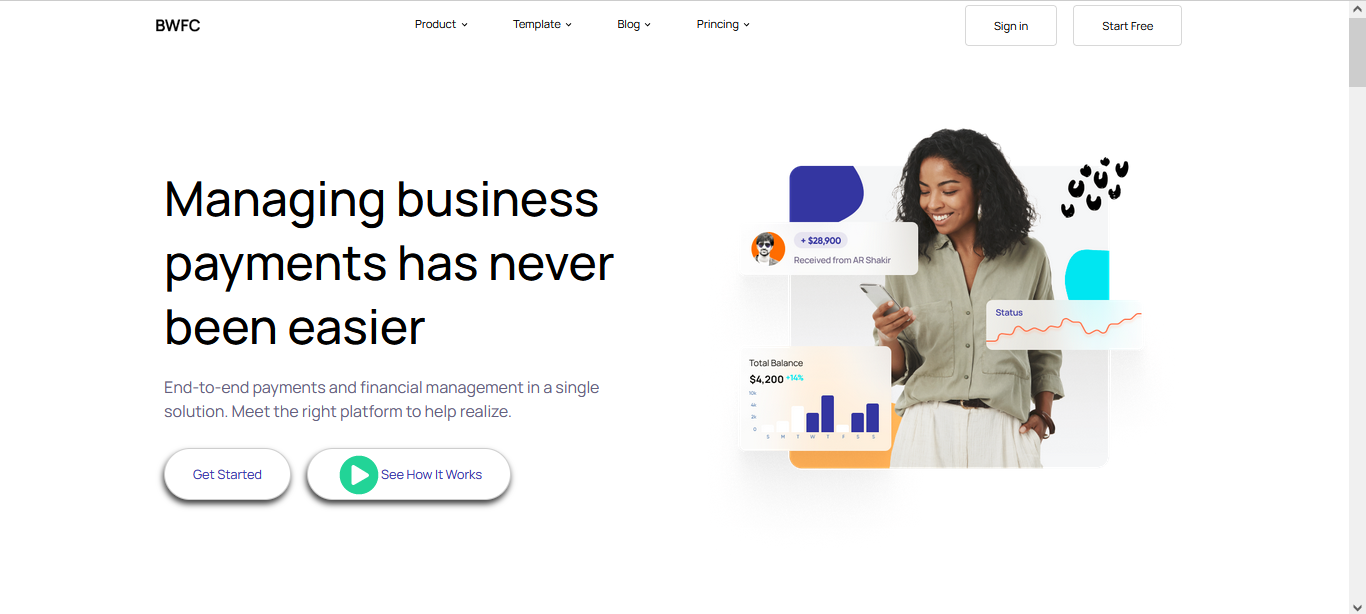 BWFC
Product
Template
Blog
Princing
Sign in
Start Free
Managing business
payments has never
been easier
End-to-end payments and financial management in a single
solution. Meet the right platform to help realize.
Get Started
See How It Works
+ $28,900
Received from AR Shakir
Status
Total Balance
$4,200 +14%
10k
4k
2k
0
S M T W T F S S